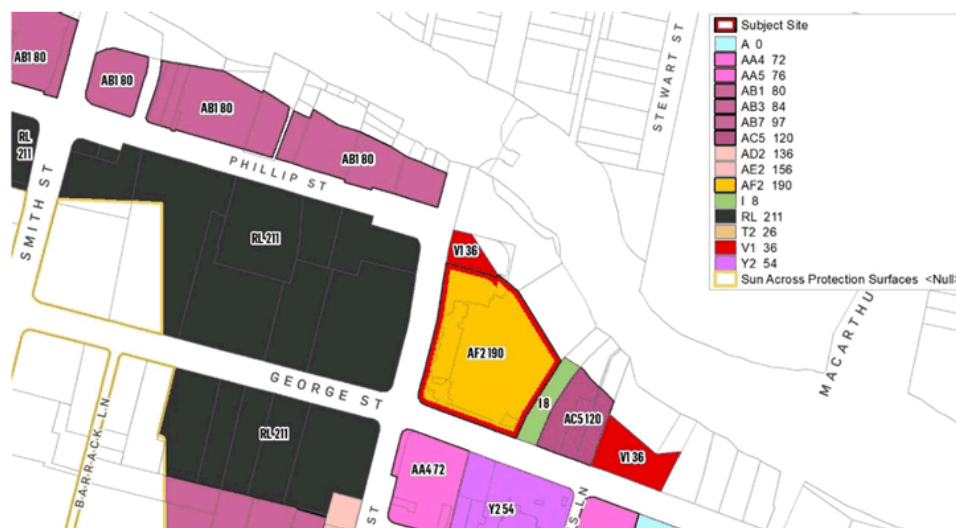 AB1 80
AB1 80
AB1 80
AB1 80
RL
211
SMITH ST
PHILLIP ST
RL 211
V1 36
AF2 190
GEORGE ST
I 8
AC5 120
V1 36
RL 211
BARRACK LN
AA4 72
Y2 54
ST
S LN
STEWART ST
MACARTHU
Subject Site
A 0
AA4 72
AA5 76
AB1 80
AB3 84
AB7 97
AC5 120
AD2 136
AE2 156
AF2 190
I 8
RL 211
T2 26
V1 36
Y2 54
Sun Across Protection Surfaces <Null>